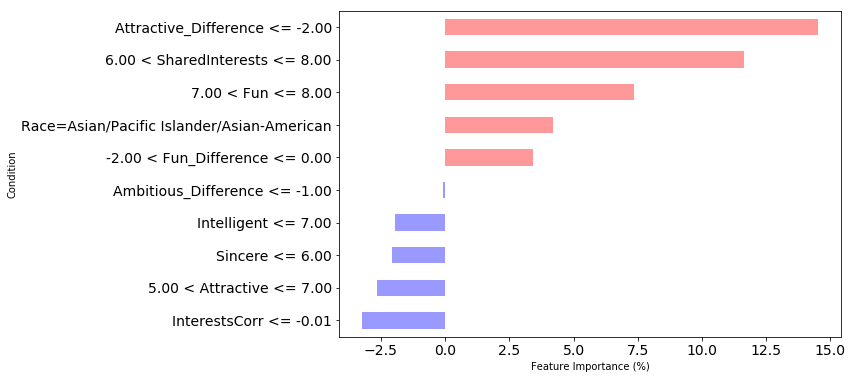 Attractive_Difference <= -2.00
6.00 < SharedInterests <= 8.00
7.00 < Fun <= 8.00
Race=Asian/Pacific Islander/Asian-American
-2.00 < Fun_Difference <= 0.00
Ambitious_Difference <= -1.00
Intelligent <= 7.00
Sincere <= 6.00
5.00 < Attractive <= 7.00
InterestsCorr <= -0.01
Condition
−2.5 0.0 2.5 5.0 7.5 10.0 12.5 15.0
Feature Importance (%)